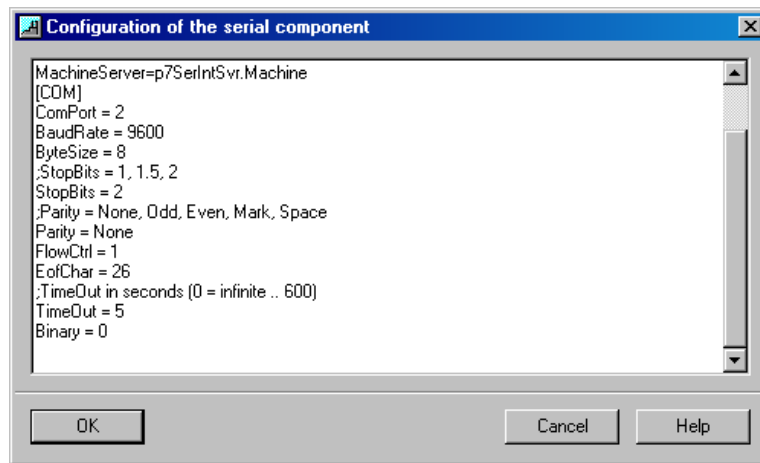 Configuration of the serial component
MachineServer=p7SerIntSvr.Machine
[COM]
ComPort = 2
BaudRate = 9600
ByteSize = 8
;StopBits = 1, 1.5, 2
StopBits = 2
;Parity = None, Odd, Even, Mark, Space
Parity = None
FlowCtrl = 1
EofChar = 26
;TimeOut in seconds (0 = infinite .. 600)
TimeOut = 5
Binary = 0
OK
Cancel
Help